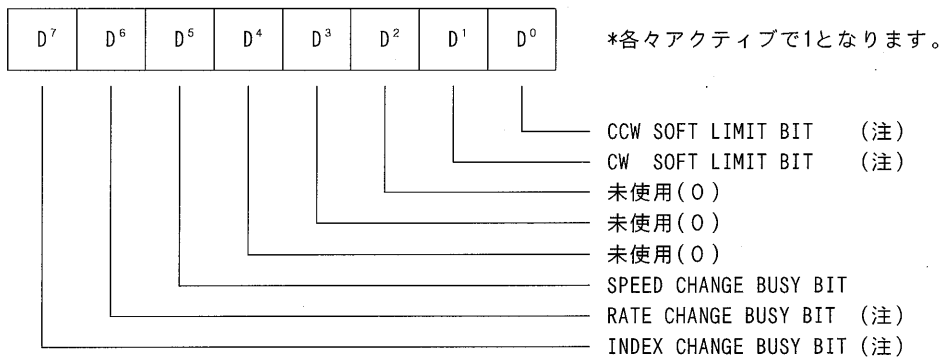 D⁷ D⁶ D⁵ D⁴ D³ D² D¹ D⁰ *各々アクティブで1となります。
CCW SOFT LIMIT BIT (注)
CW SOFT LIMIT BIT (注)
未使用(0)
未使用(0)
未使用(0)
SPEED CHANGE BUSY BIT
RATE CHANGE BUSY BIT (注)
INDEX CHANGE BUSY BIT (注)